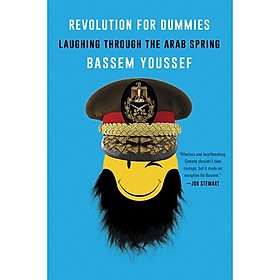 REVOLUTION FOR DUMMIES
LAUGHING THROUGH THE ARAB SPRING
BASSEM YOUSSEF
"Hilarious and heartbreaking.
Comedy shouldn't take
courage, but it made an
exception for Bassem."
—JON STEWART